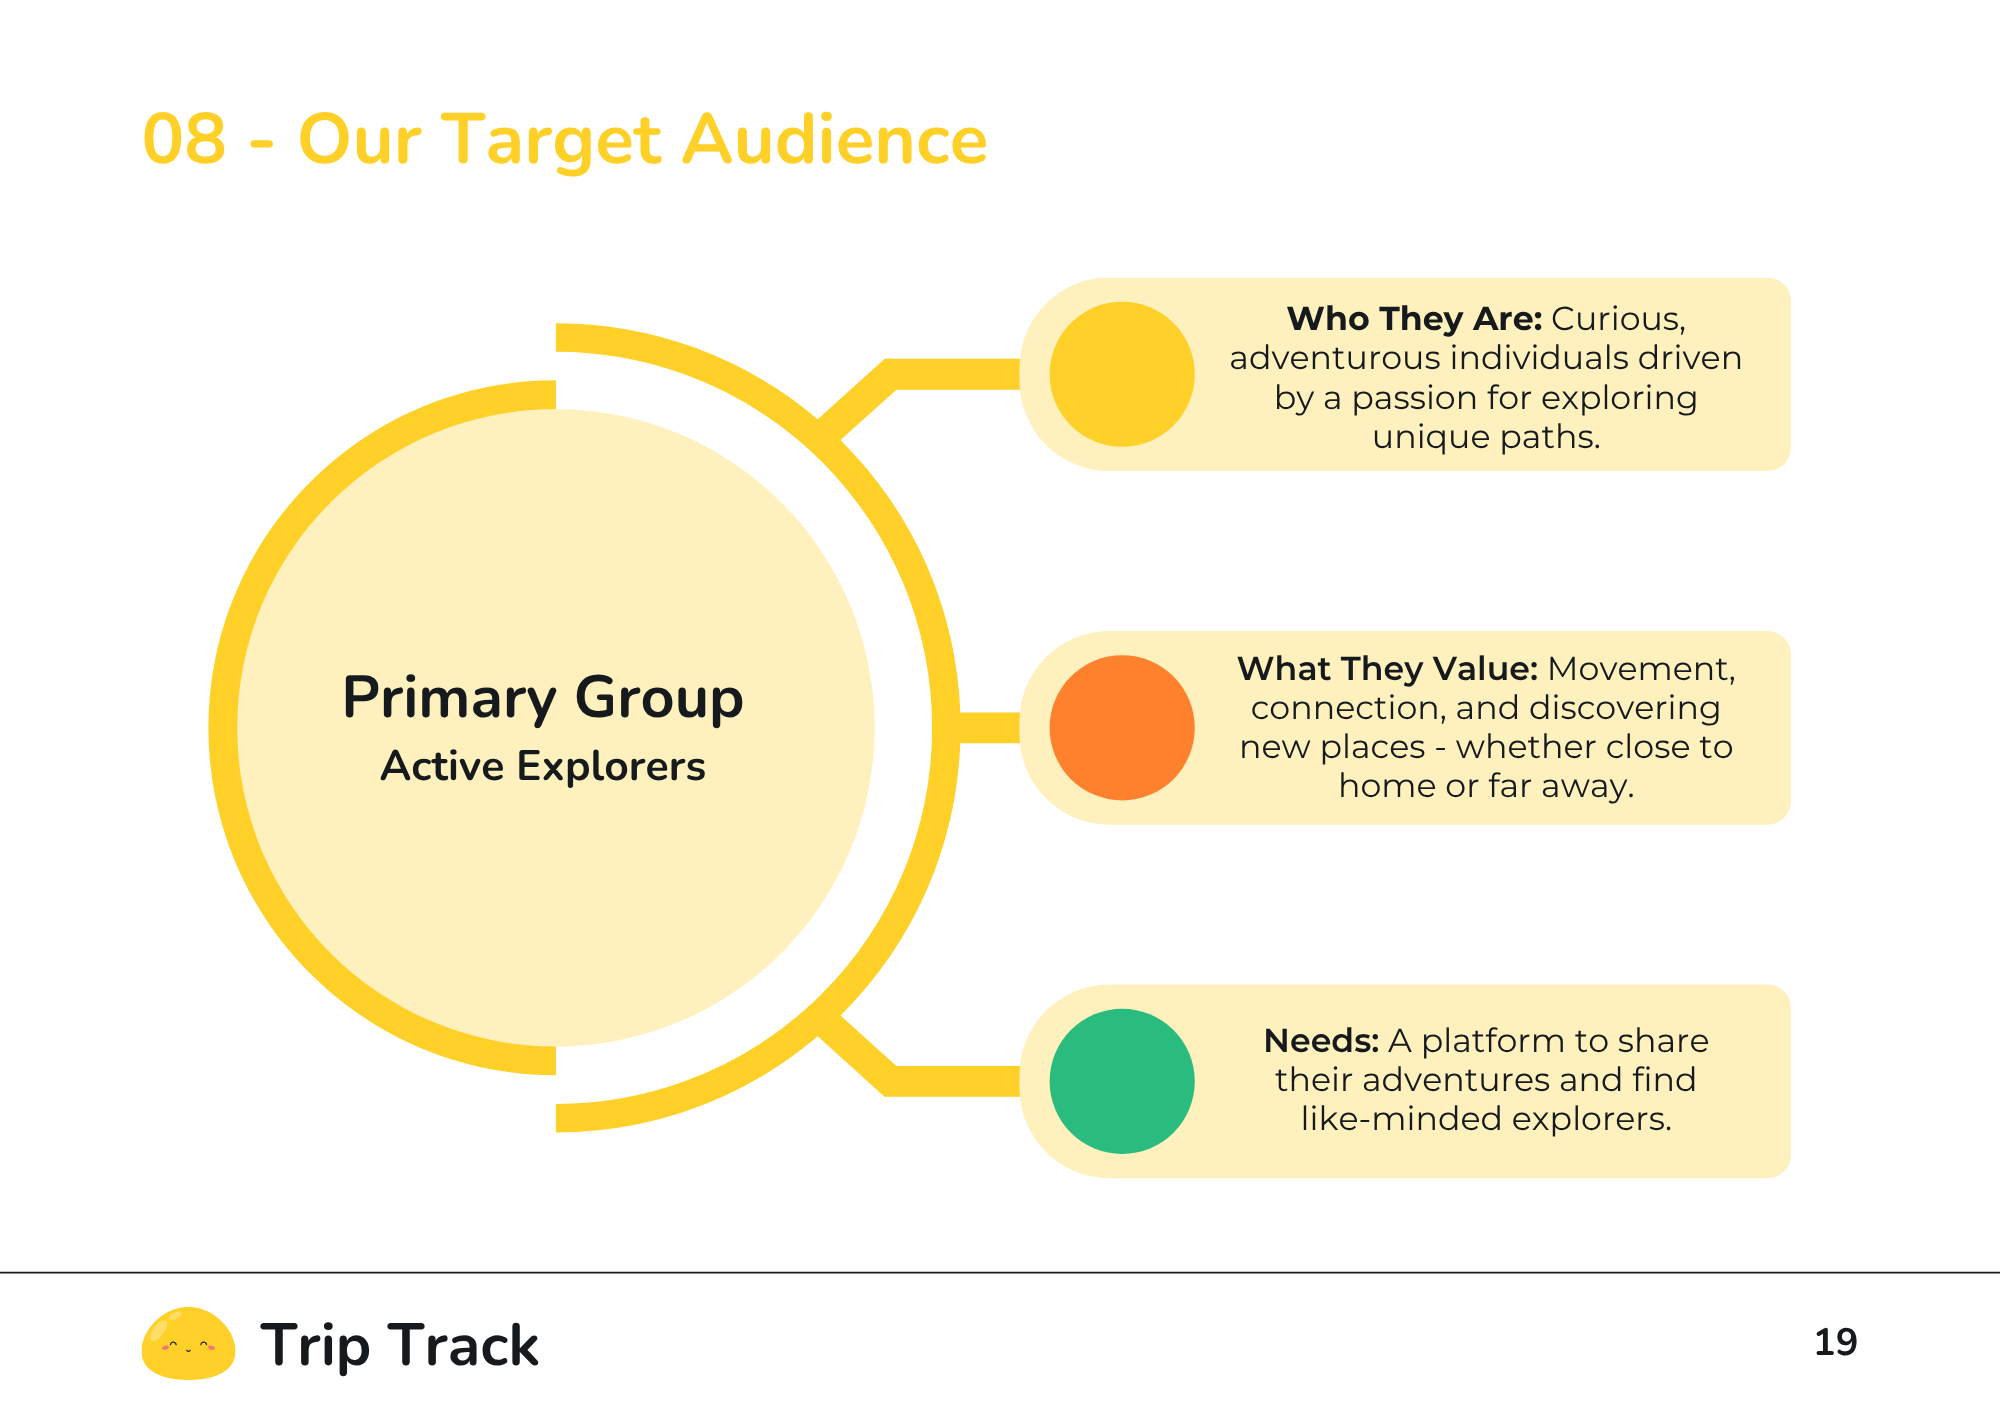 08 - Our Target Audience
Primary Group
Active Explorers
Who They Are: Curious,
adventurous individuals driven
by a passion for exploring
unique paths.
What They Value: Movement,
connection, and discovering
new places - whether close to
home or far away.
Needs: A platform to share
their adventures and find
like-minded explorers.
Trip Track
19